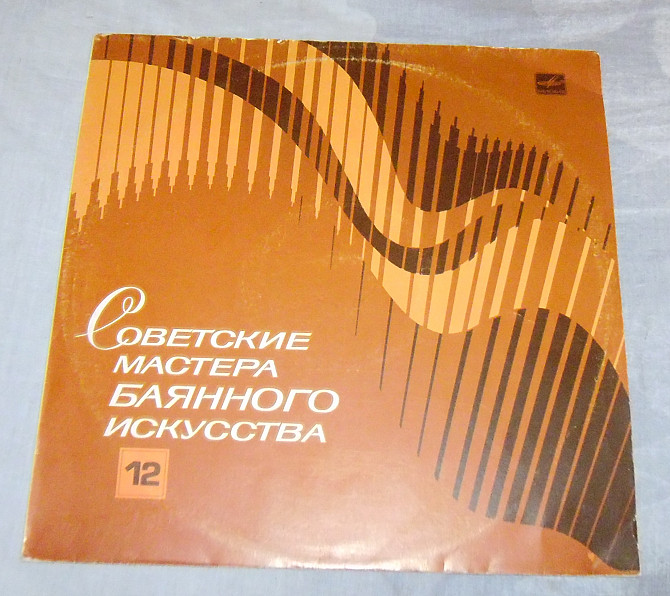 Советские
мастера
баянного
искусства
12